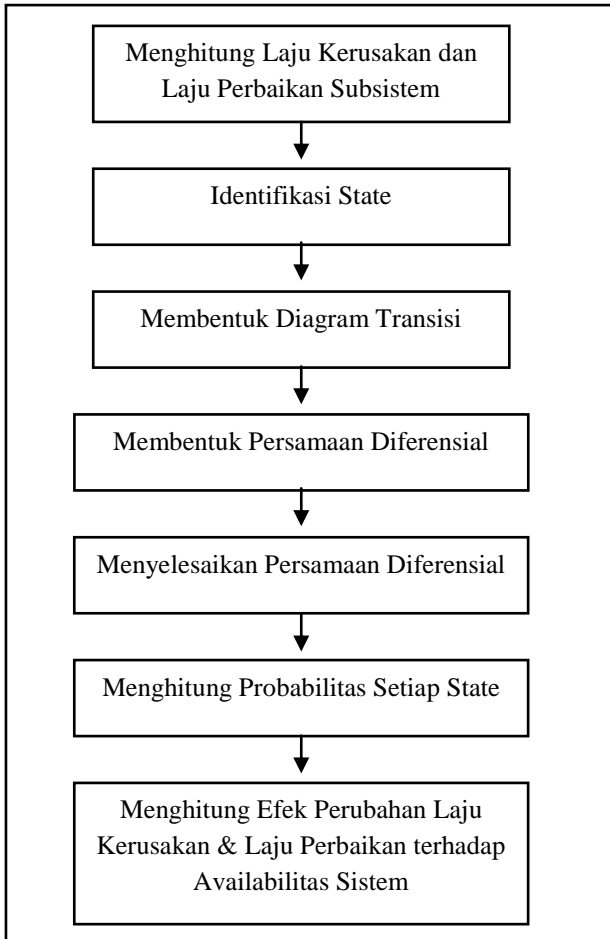 Menghitung Laju Kerusakan dan
Laju Perbaikan Subsistem
Identifikasi State
Membentuk Diagram Transisi
Membentuk Persamaan Diferensial
Menyelesaikan Persamaan Diferensial
Menghitung Probabilitas Setiap State
Menghitung Efek Perubahan Laju
Kerusakan & Laju Perbaikan terhadap
Availabilitas Sistem